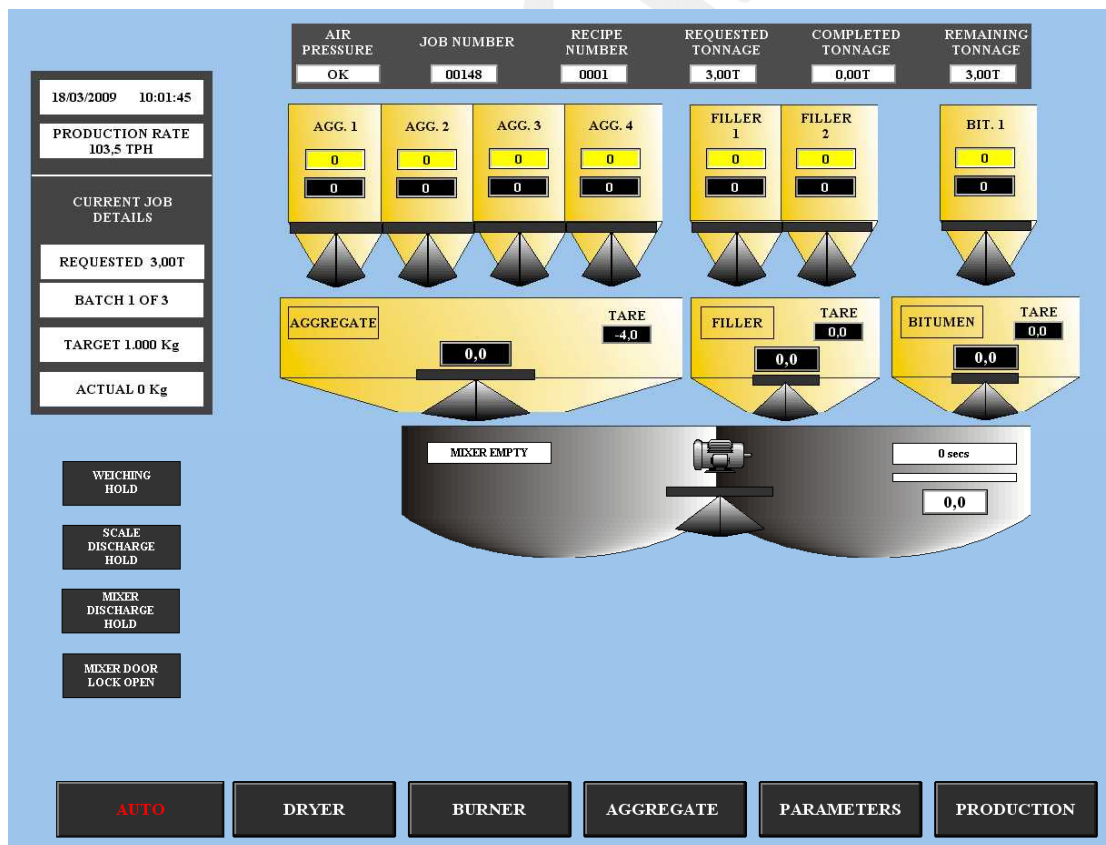 AIR
PRESSURE
JOB NUMBER
RECIPE
NUMBER
REQUESTED
TONNAGE
COMPLETED
TONNAGE
REMAINING
TONNAGE
OK
00148
0001
3,00T
0,00T
3,00T
18/03/2009 10:01:45
PRODUCTION RATE
103,5 TPH
CURRENT JOB
DETAILS
REQUESTED 3,00T
BATCH 1 OF 3
TARGET 1.000 Kg
ACTUAL 0 Kg
AGG. 1
0
0
AGG. 2
0
0
AGG. 3
0
0
AGG. 4
0
0
FILLER
1
0
0
FILLER
2
0
0
BIT. 1
0
0
AGGREGATE
TARE
-4,0
0,0
FILLER
TARE
0,0
0,0
BITUMEN
TARE
0,0
0,0
MIXER EMPTY
0 secs
0,0
WEICHING
HOLD
SCALE
DISCHARGE
HOLD
MIXER
DISCHARGE
HOLD
MIXER DOOR
LOCK OPEN
AUTO
DRYER
BURNER
AGGREGATE
PARAMETERS
PRODUCTION